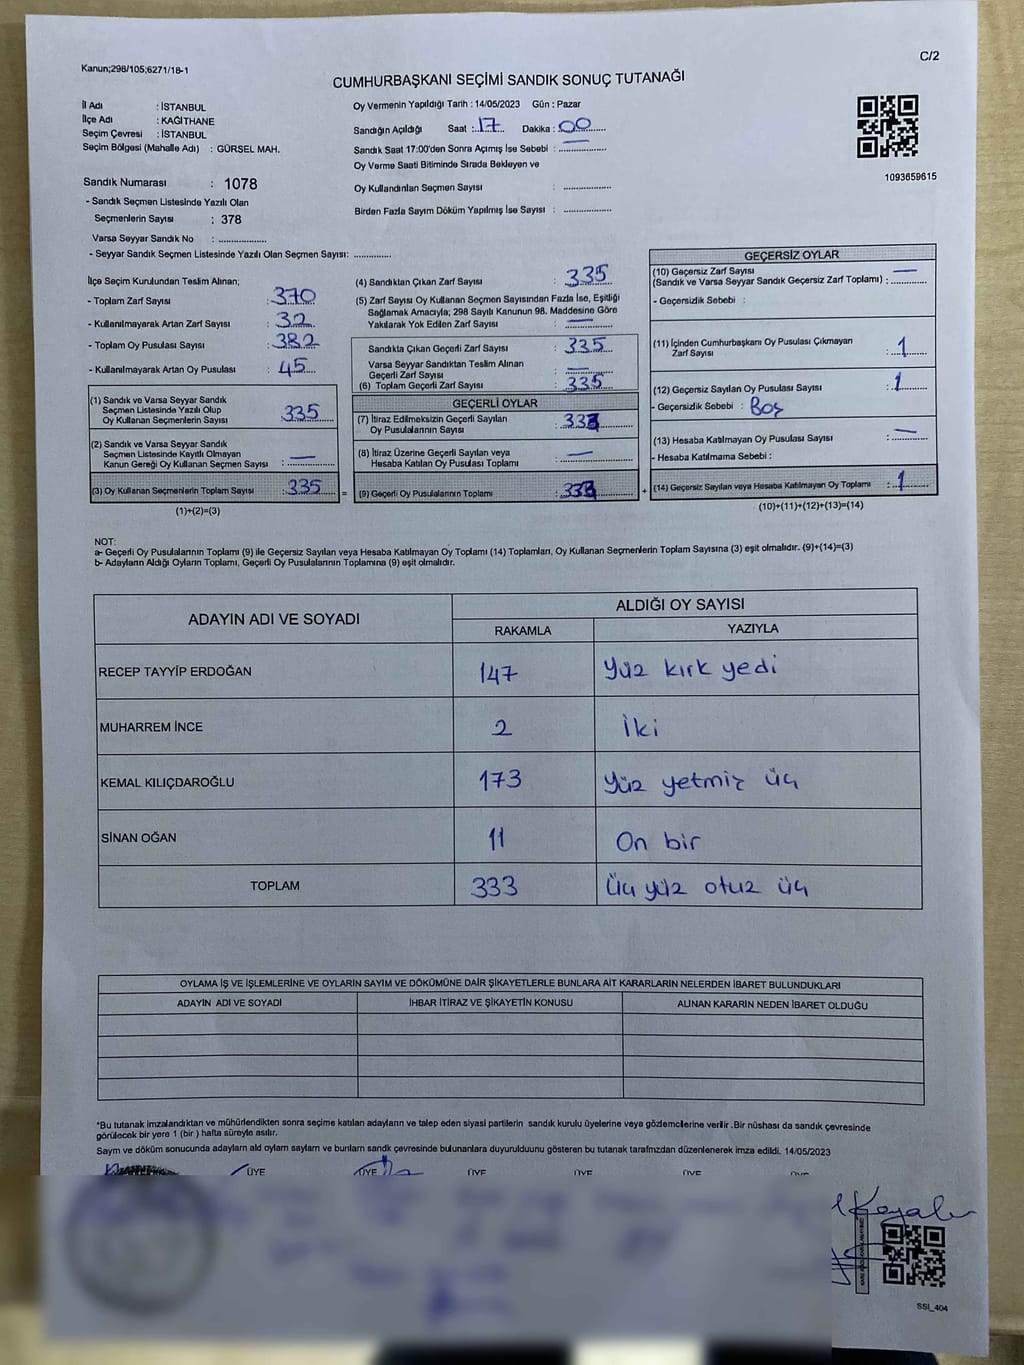 Kanun;298/105;6271/18-1
C/2
CUMHURBAŞKANI SEÇİMİ SANDIK SONUÇ TUTANAĞI
İl Adı : İSTANBUL
İlçe Adı : KAĞITHANE
Seçim Çevresi : İSTANBUL
Seçim Bölgesi (Mahalle Adı) : GÜRSEL MAH.
Oy Vermenin Yapıldığı Tarih : 14/05/2023 Gün : Pazar
Sandığın Açıldığı Saat : 17 Dakika : 00
Sandık Saat 17:00'den Sonra Açımış İse Sebebi : —
Oy Verme Saati Bitiminde Sırada Bekleyen ve
Oy Kullandırılan Seçmen Sayısı : ..............
Birden Fazla Sayım Döküm Yapılmış İse Sayısı : ..............
1093659615
Sandık Numarası : 1078
- Sandık Seçmen Listesinde Yazılı Olan
Seçmenlerin Sayısı : 378
Varsa Seyyar Sandık No : ..............
- Seyyar Sandık Seçmen Listesinde Yazılı Olan Seçmen Sayısı: ............
İlçe Seçim Kurulundan Teslim Alınan;
- Toplam Zarf Sayısı : 370
- Kullanılmayarak Artan Zarf Sayısı : 32
- Toplam Oy Pusulası Sayısı : 382
- Kullanılmayarak Artan Oy Pusulası : 45
(1) Sandık ve Varsa Seyyar Sandık
Seçmen Listesinde Yazılı Olup
Oy Kullanan Seçmenlerin Sayısı : 335
(2) Sandık ve Varsa Seyyar Sandık
Seçmen Listesinde Kayıtlı Olmayan
Kanun Gereği Oy Kullanan Seçmen Sayısı : —
(3) Oy Kullanan Seçmenlerin Toplam Sayısı : 335 =
(1)+(2)=(3)
(4) Sandıktan Çıkan Zarf Sayısı : 335
(5) Zarf Sayısı Oy Kullanan Seçmen Sayısından Fazla İse, Eşitliği
Sağlamak Amacıyla; 298 Sayılı Kanunun 98. Maddesine Göre
Yakılarak Yok Edilen Zarf Sayısı : —
Sandıkta Çıkan Geçerli Zarf Sayısı : 335
Varsa Seyyar Sandıktan Teslim Alınan
Geçerli Zarf Sayısı : —
(6) Toplam Geçerli Zarf Sayısı : 335
GEÇERLİ OYLAR
(7) İtiraz Edilmeksizin Geçerli Sayılan
Oy Pusulalarının Sayısı : 333
(8) İtiraz Üzerine Geçerli Sayılan veya
Hesaba Katılan Oy Pusulası Toplamı : —
(9) Geçerli Oy Pusulalarının Toplamı : 333 +
GEÇERSİZ OYLAR
(10) Geçersiz Zarf Sayısı
(Sandık ve Varsa Seyyar Sandık Geçersiz Zarf Toplamı) : —
- Geçersizlik Sebebi :
(11) İçinden Cumhurbaşkanı Oy Pusulası Çıkmayan
Zarf Sayısı : 1
(12) Geçersiz Sayılan Oy Pusulası Sayısı : 1
- Geçersizlik Sebebi : Boş
(13) Hesaba Katılmayan Oy Pusulası Sayısı : —
- Hesaba Katılmama Sebebi :
(14) Geçersiz Sayılan veya Hesaba Katılmayan Oy Toplamı : 1
(10)+(11)+(12)+(13)=(14)
NOT:
a- Geçerli Oy Pusulalarının Toplamı (9) ile Geçersiz Sayılan veya Hesaba Katılmayan Oy Toplamı (14) Toplamları, Oy Kullanan Seçmenlerin Toplam Sayısına (3) eşit olmalıdır. (9)+(14)=(3)
b- Adayların Aldığı Oyların Toplamı, Geçerli Oy Pusulalarının Toplamına (9) eşit olmalıdır.
ADAYIN ADI VE SOYADI
ALDIĞI OY SAYISI
RAKAMLA YAZIYLA
RECEP TAYYİP ERDOĞAN 147 Yüz kırk yedi
MUHARREM İNCE 2 İki
KEMAL KILIÇDAROĞLU 173 Yüz yetmiş üç
SİNAN OĞAN 11 On bir
TOPLAM 333 Üç yüz otuz üç
OYLAMA İŞ VE İŞLEMLERİNE VE OYLARIN SAYIM VE DÖKÜMÜNE DAİR ŞİKAYETLERLE BUNLARA AİT KARARLARIN NELERDEN İBARET BULUNDUKLARI
ADAYIN ADI VE SOYADI İHBAR İTİRAZ VE ŞİKAYETİN KONUSU ALINAN KARARIN NEDEN İBARET OLDUĞU
*Bu tutanak imzalandıktan ve mühürlendikten sonra seçime katılan adayların ve talep eden siyasi partilerin sandık kurulu üyelerine veya gözlemcilerine verilir. Bir nüshası da sandık çevresinde
görülecek bir yere 1 (bir) hafta süreyle asılır.
Sayım ve döküm sonucunda adayların aldı oyların sayların ve bunların sandk çevresinde bulunanlara duyurulduunu gösteren bu tutanak tarafmzdan düzenlenerek imza edildi. 14/05/2023
ÜYE ÜYE ÜYE ÜYE ÜYE ÜYE
SSI_404